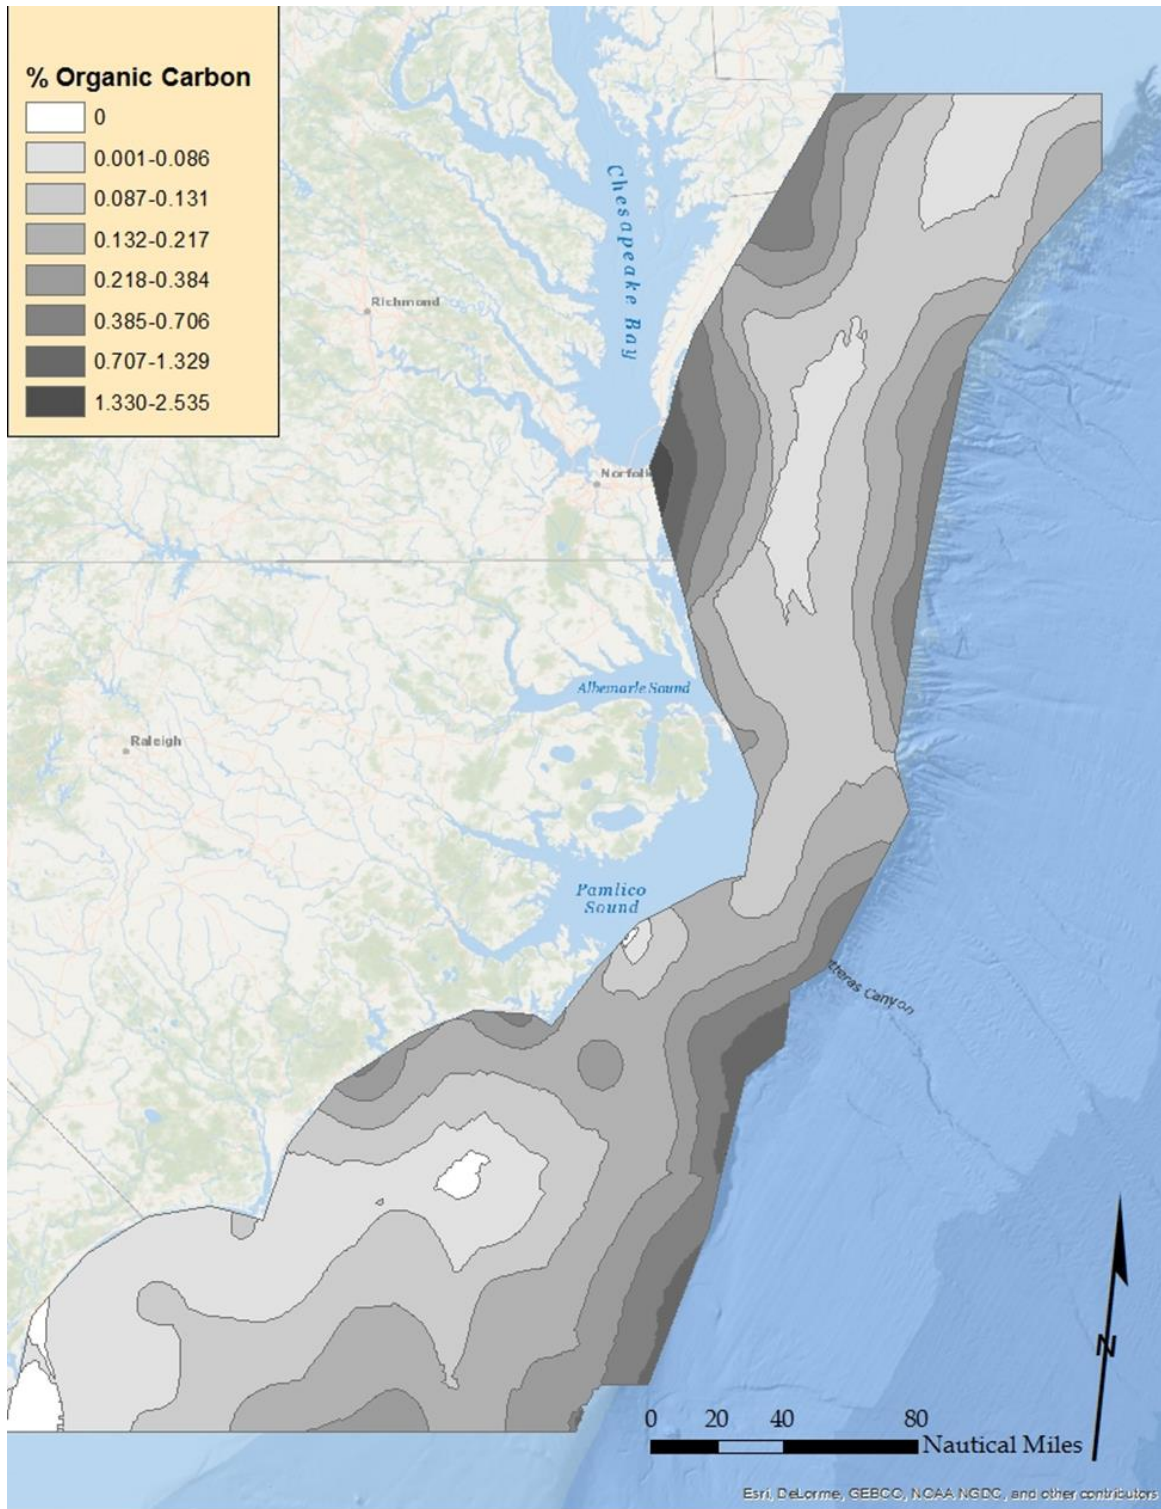 % Organic Carbon
0
0.001-0.086
0.087-0.131
0.132-0.217
0.218-0.384
0.385-0.706
0.707-1.329
1.330-2.535
Chesapeake Bay
Richmond
Norfolk
Albemarle Sound
Raleigh
Pamlico
Sound
Canyon
N
0 20 40 80
Nautical Miles
Esri, DeLorme, GEBCO, NOAA NGDC, and other contributors